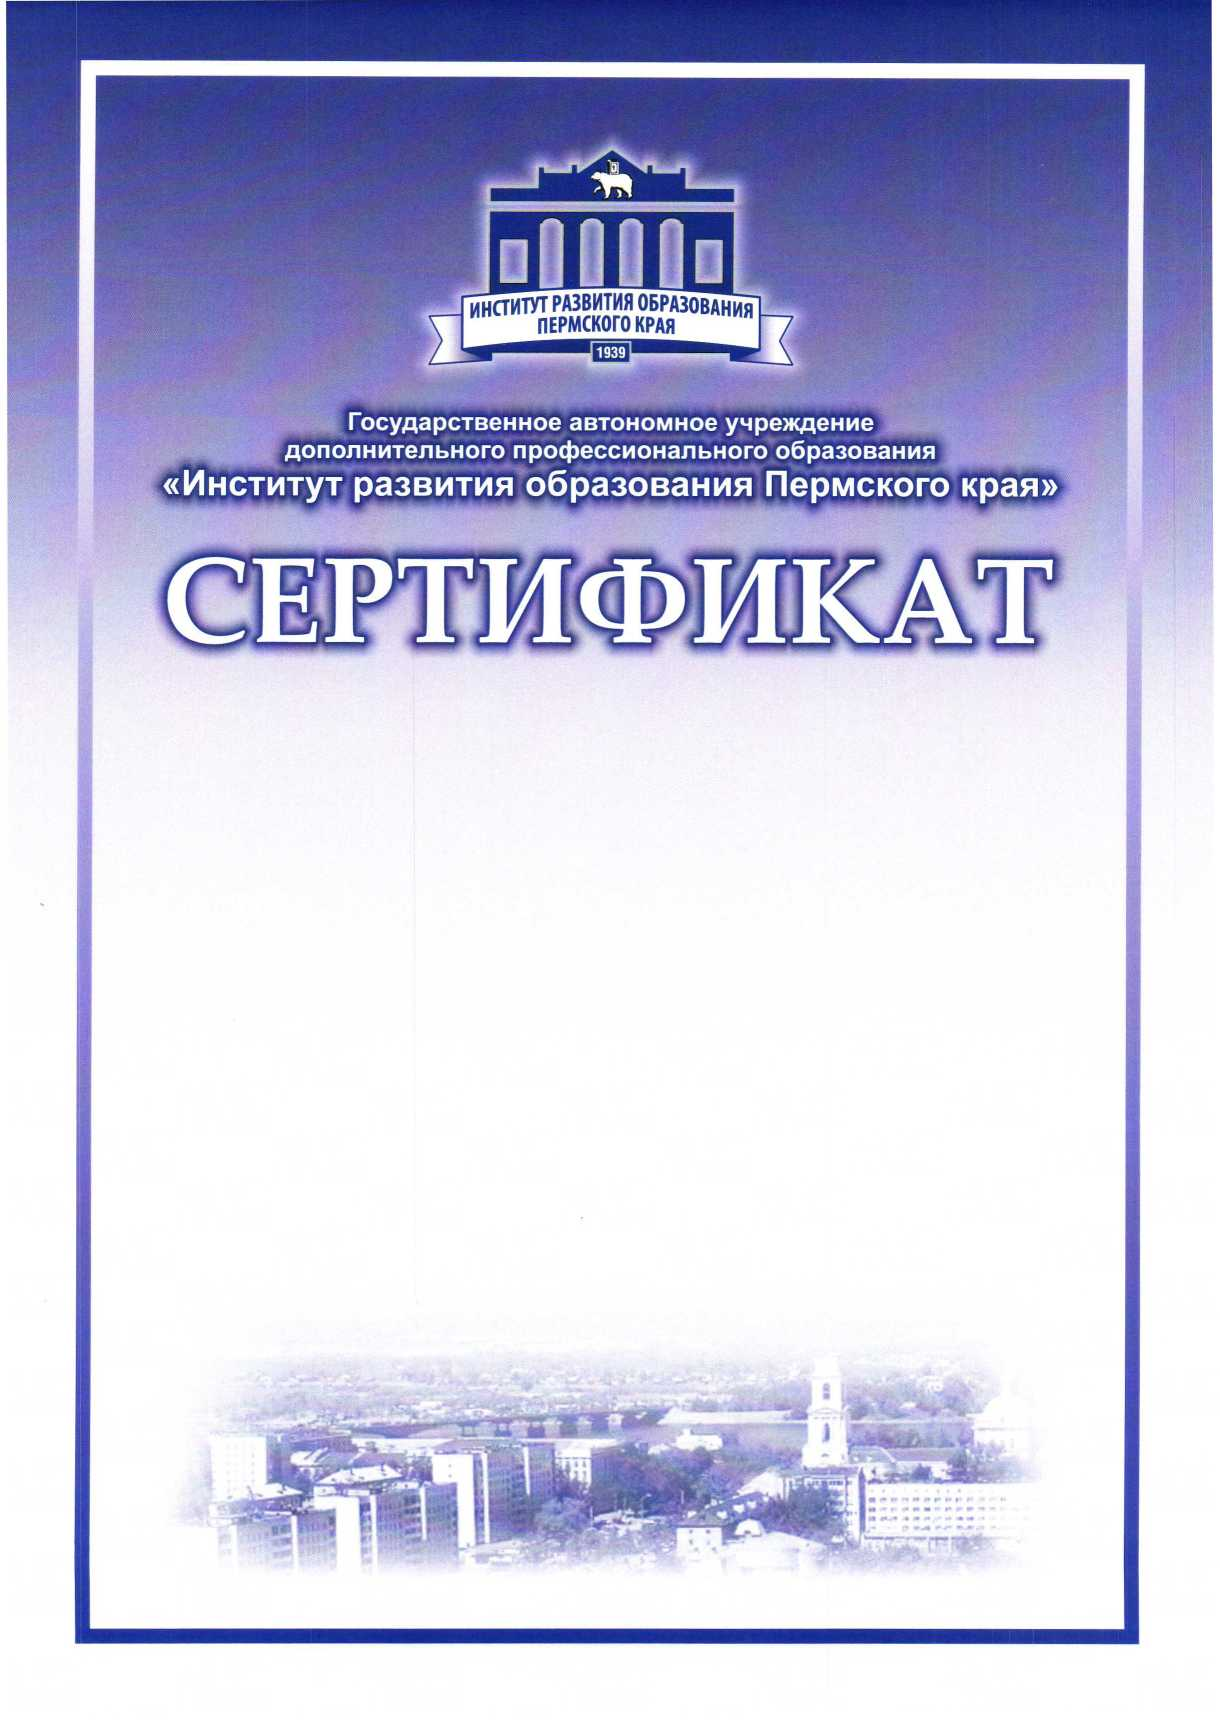 ИНСТИТУТ РАЗВИТИЯ ОБРАЗОВАНИЯ
ПЕРМСКОГО КРАЯ
1939
Государственное автономное учреждение
дополнительного профессионального образования
«Институт развития образования Пермского края»
СЕРТИФИКАТ